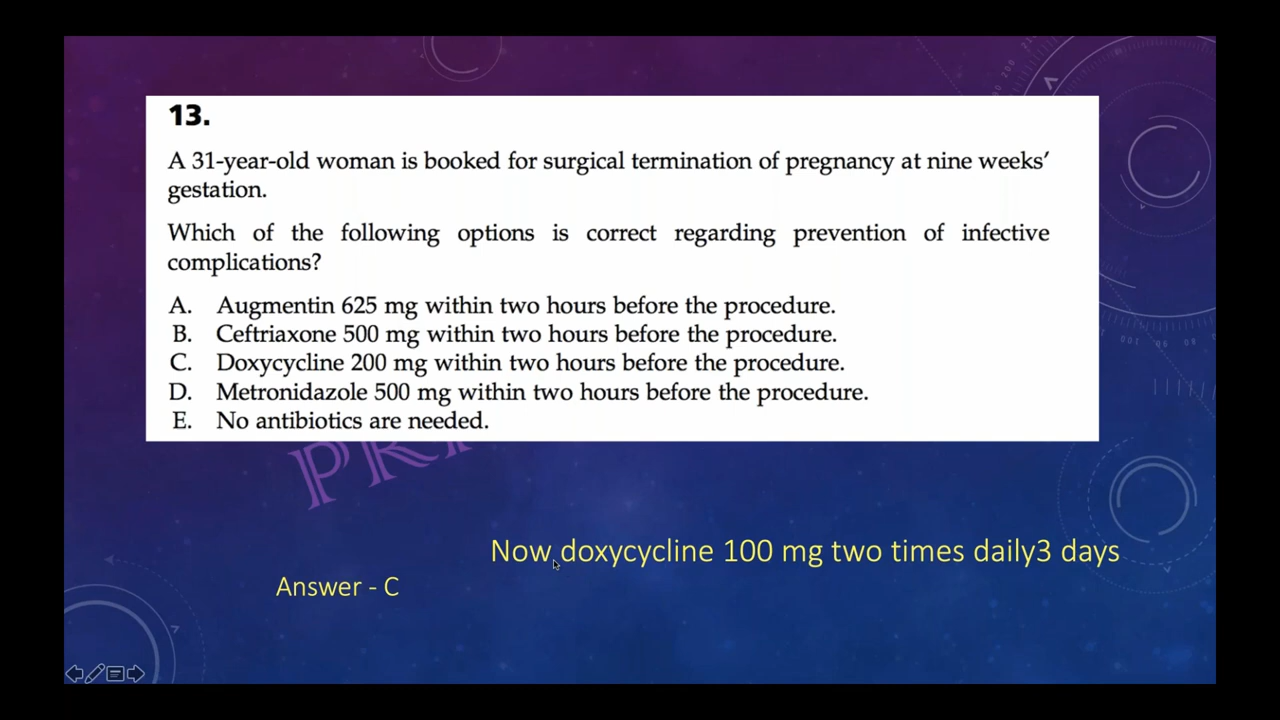 13.
A 31-year-old woman is booked for surgical termination of pregnancy at nine weeks’
gestation.
Which of the following options is correct regarding prevention of infective
complications?
A. Augmentin 625 mg within two hours before the procedure.
B. Ceftriaxone 500 mg within two hours before the procedure.
C. Doxycycline 200 mg within two hours before the procedure.
D. Metronidazole 500 mg within two hours before the procedure.
E. No antibiotics are needed.
Now doxycycline 100 mg two times daily3 days
Answer - C